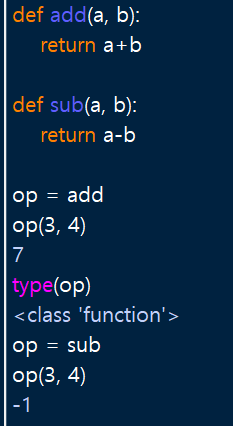 def add(a, b):
    return a+b

def sub(a, b):
    return a-b

op = add
op(3, 4)
7
type(op)
<class 'function'>
op = sub
op(3, 4)
-1